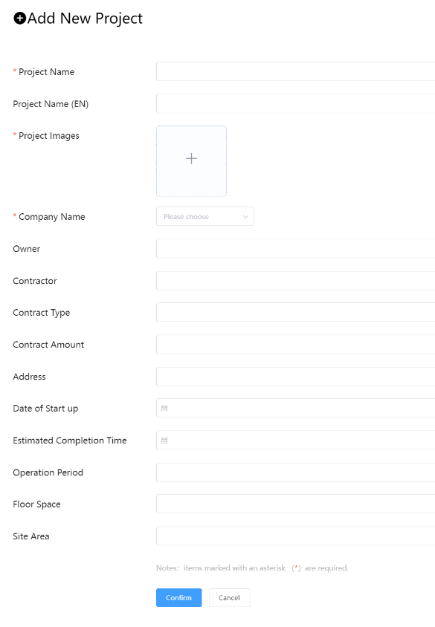 Add New Project
* Project Name
Project Name (EN)
* Project Images
* Company Name
Please choose
Owner
Contractor
Contract Type
Contract Amount
Address
Date of Start up
Estimated Completion Time
Operation Period
Floor Space
Site Area
Notes: items marked with an asterisk (*) are required.
Confirm Cancel